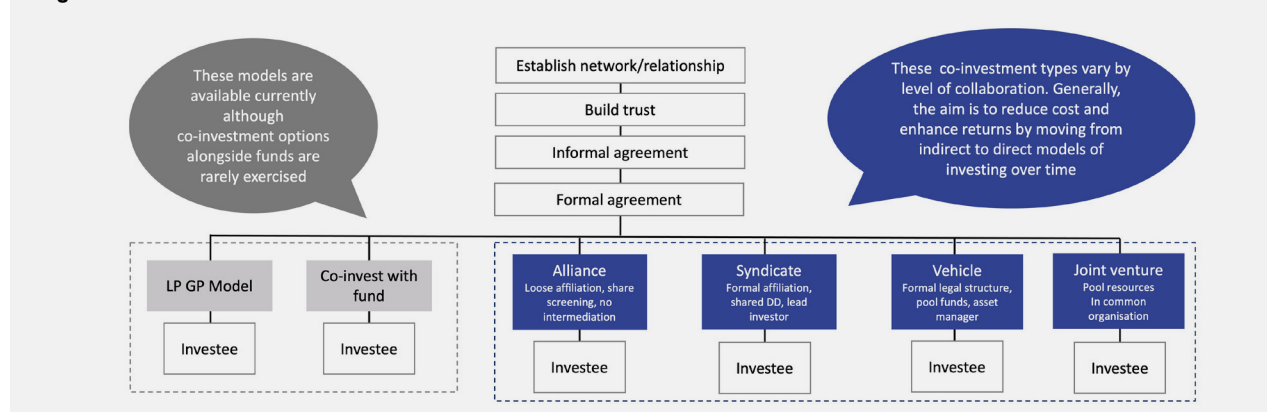 These models are
available currently
although
co-investment options
alongside funds are
rarely exercised
Establish network/relationship
Build trust
Informal agreement
Formal agreement
These  co-investment types vary by
level of collaboration. Generally,
the aim is to reduce cost and
enhance returns by moving from
indirect to direct models of
investing over time
LP GP Model
Investee
Co-invest with
fund
Investee
Alliance
Loose affiliation, share
screening, no
intermediation
Investee
Syndicate
Formal affiliation,
shared DD, lead
investor
Investee
Vehicle
Formal legal structure,
pool funds, asset
manager
Investee
Joint venture
Pool resources
In common
organisation
Investee